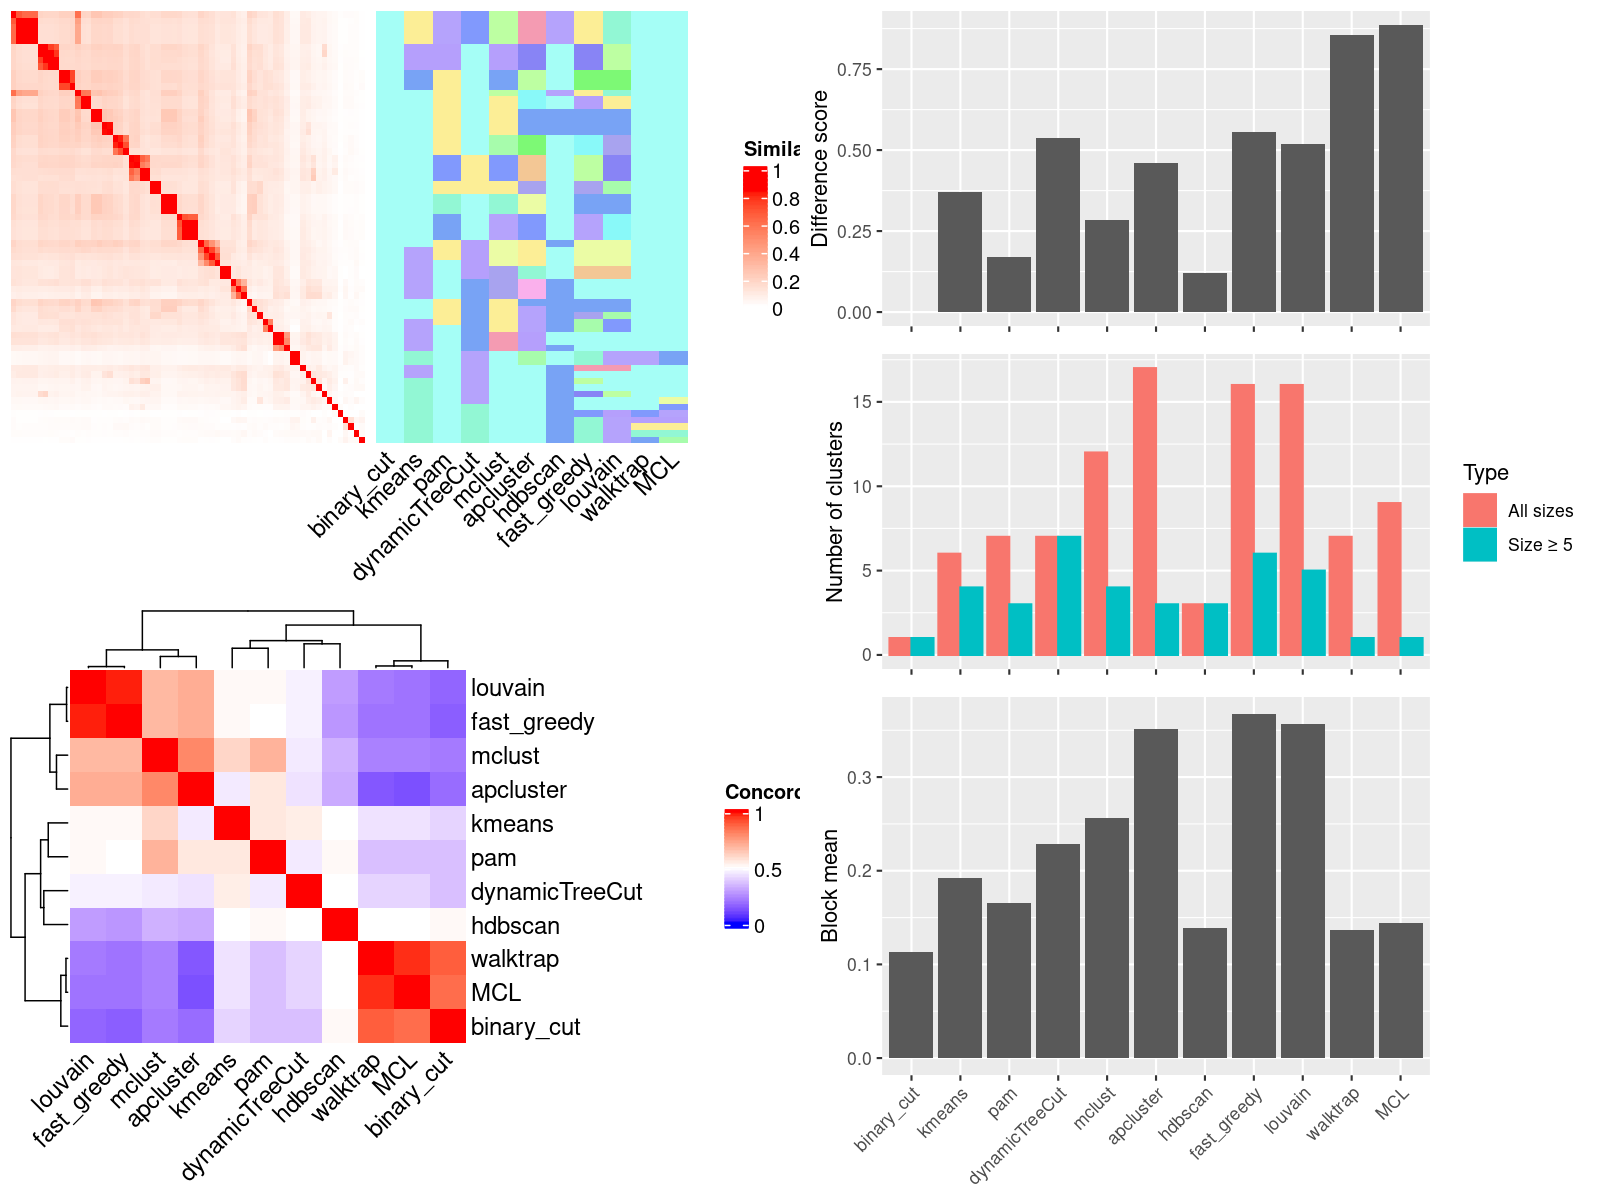 Simila
1
0.8
0.6
0.4
0.2
0
binary_cut
kmeans
pam
dynamicTreeCut
mclust
apcluster
hdbscan
fast_greedy
louvain
walktrap
MCL
louvain
fast_greedy
mclust
apcluster
kmeans
pam
dynamicTreeCut
hdbscan
walktrap
MCL
binary_cut
louvain
fast_greedy
mclust
apcluster
kmeans
pam
dynamicTreeCut
hdbscan
walktrap
MCL
binary_cut
Concord
1
0.5
0
Difference score
0.75
0.50
0.25
0.00
Number of clusters
15
10
5
0
Type
All sizes
Size ≥ 5
Block mean
0.3
0.2
0.1
0.0
binary_cut
kmeans
pam
dynamicTreeCut
mclust
apcluster
hdbscan
fast_greedy
louvain
walktrap
MCL